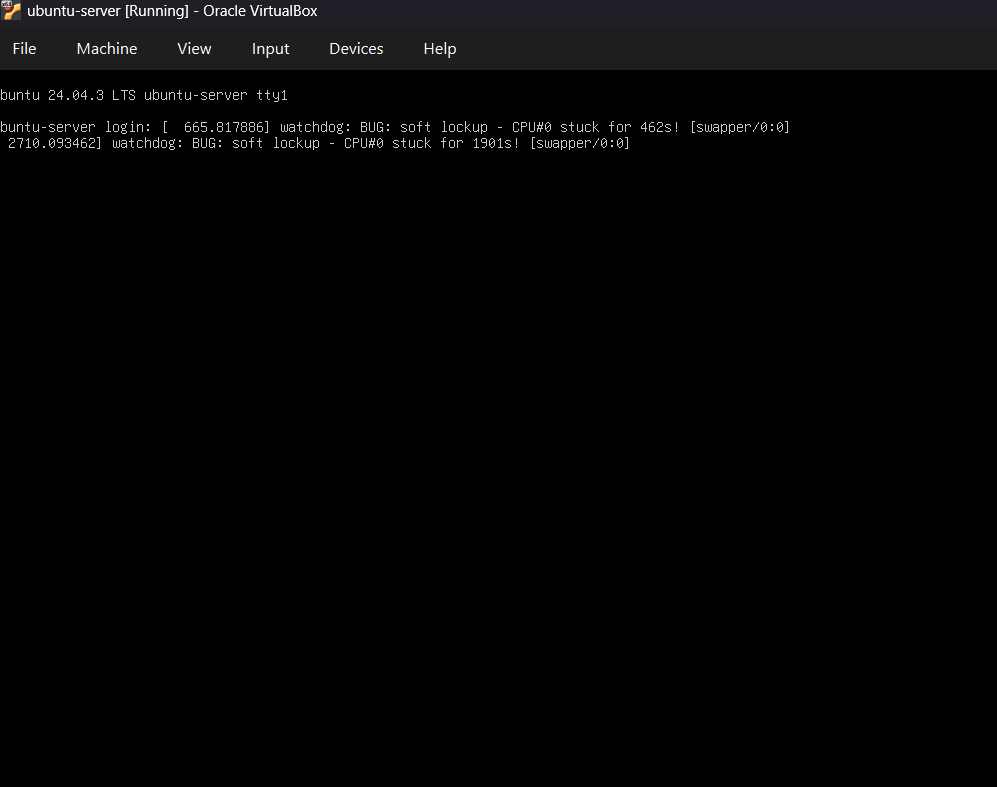 ubuntu-server [Running] - Oracle VirtualBox
File Machine View Input Devices Help
buntu 24.04.3 LTS ubuntu-server tty1
buntu-server login: [  665.817886] watchdog: BUG: soft lockup - CPU#0 stuck for 462s! [swapper/0:0]
2710.093462] watchdog: BUG: soft lockup - CPU#0 stuck for 1901s! [swapper/0:0]